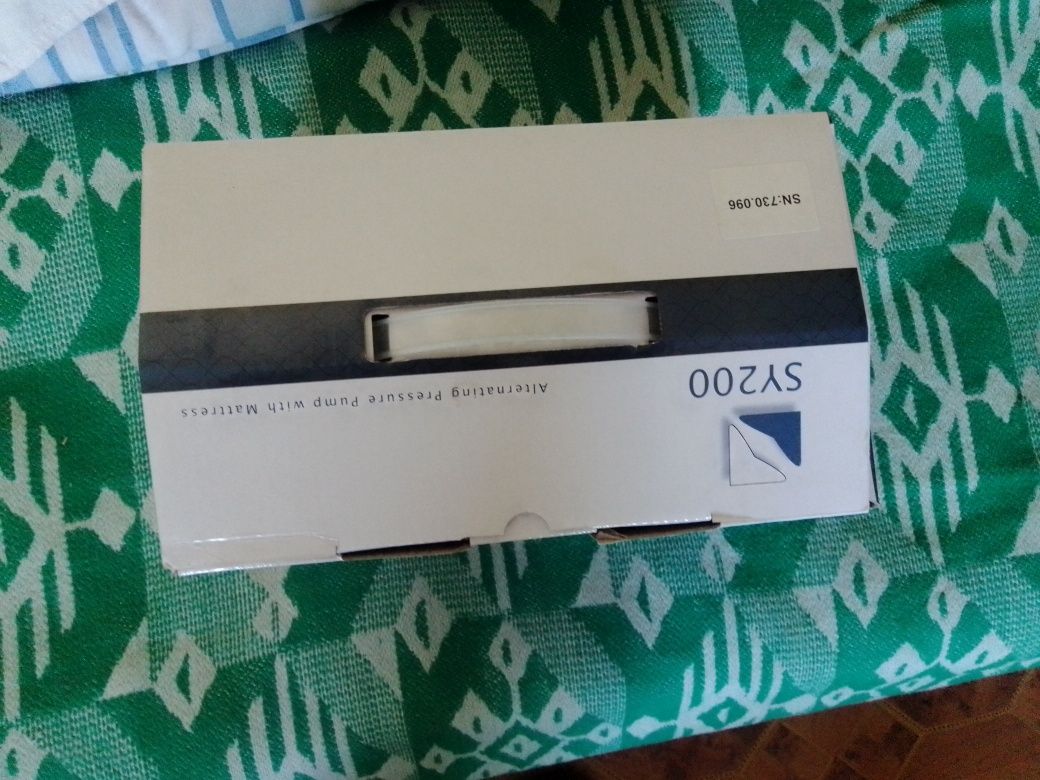 SY200
Alternating Pressure Pump with Mattress
SN:730.096